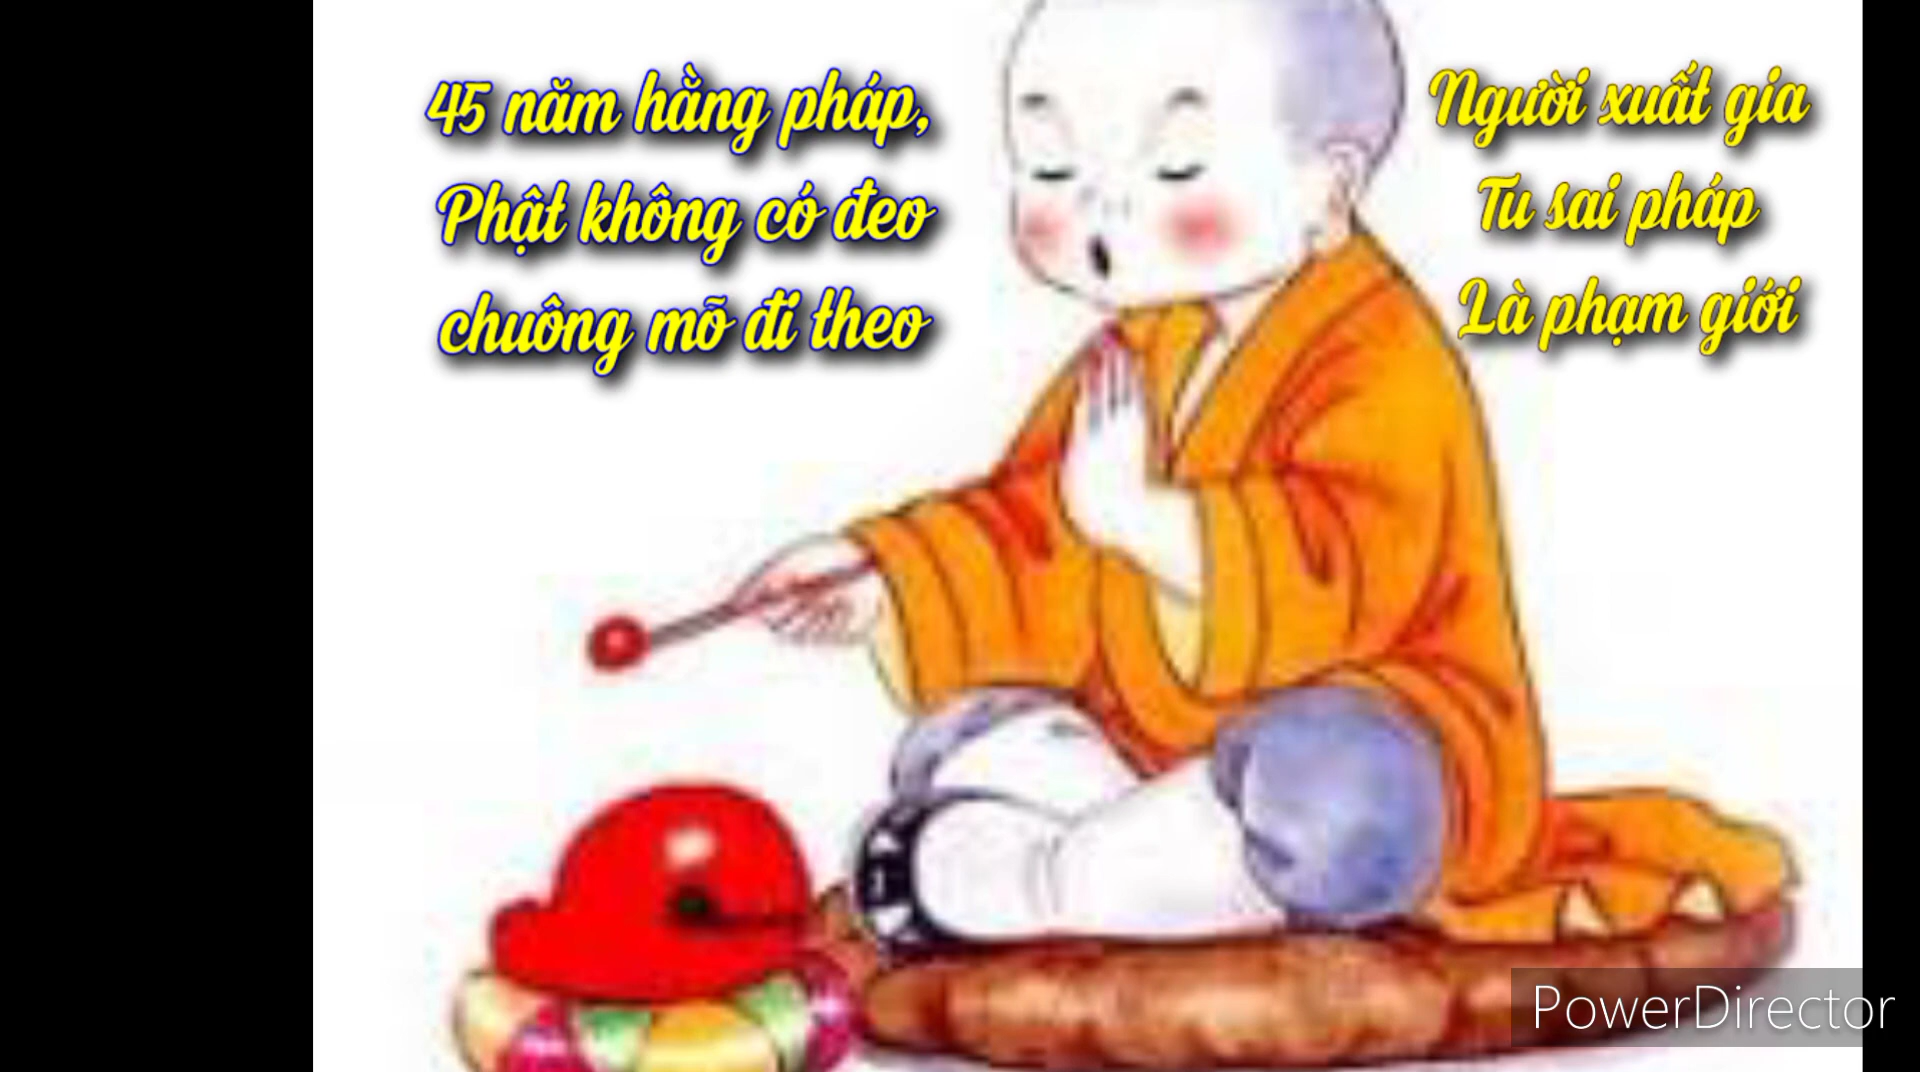 45 năm hằng pháp,
Phật không có đeo
chuông mõ đi theo
Người xuất gia
Tu sai pháp
Là phạm giới
PowerDirector